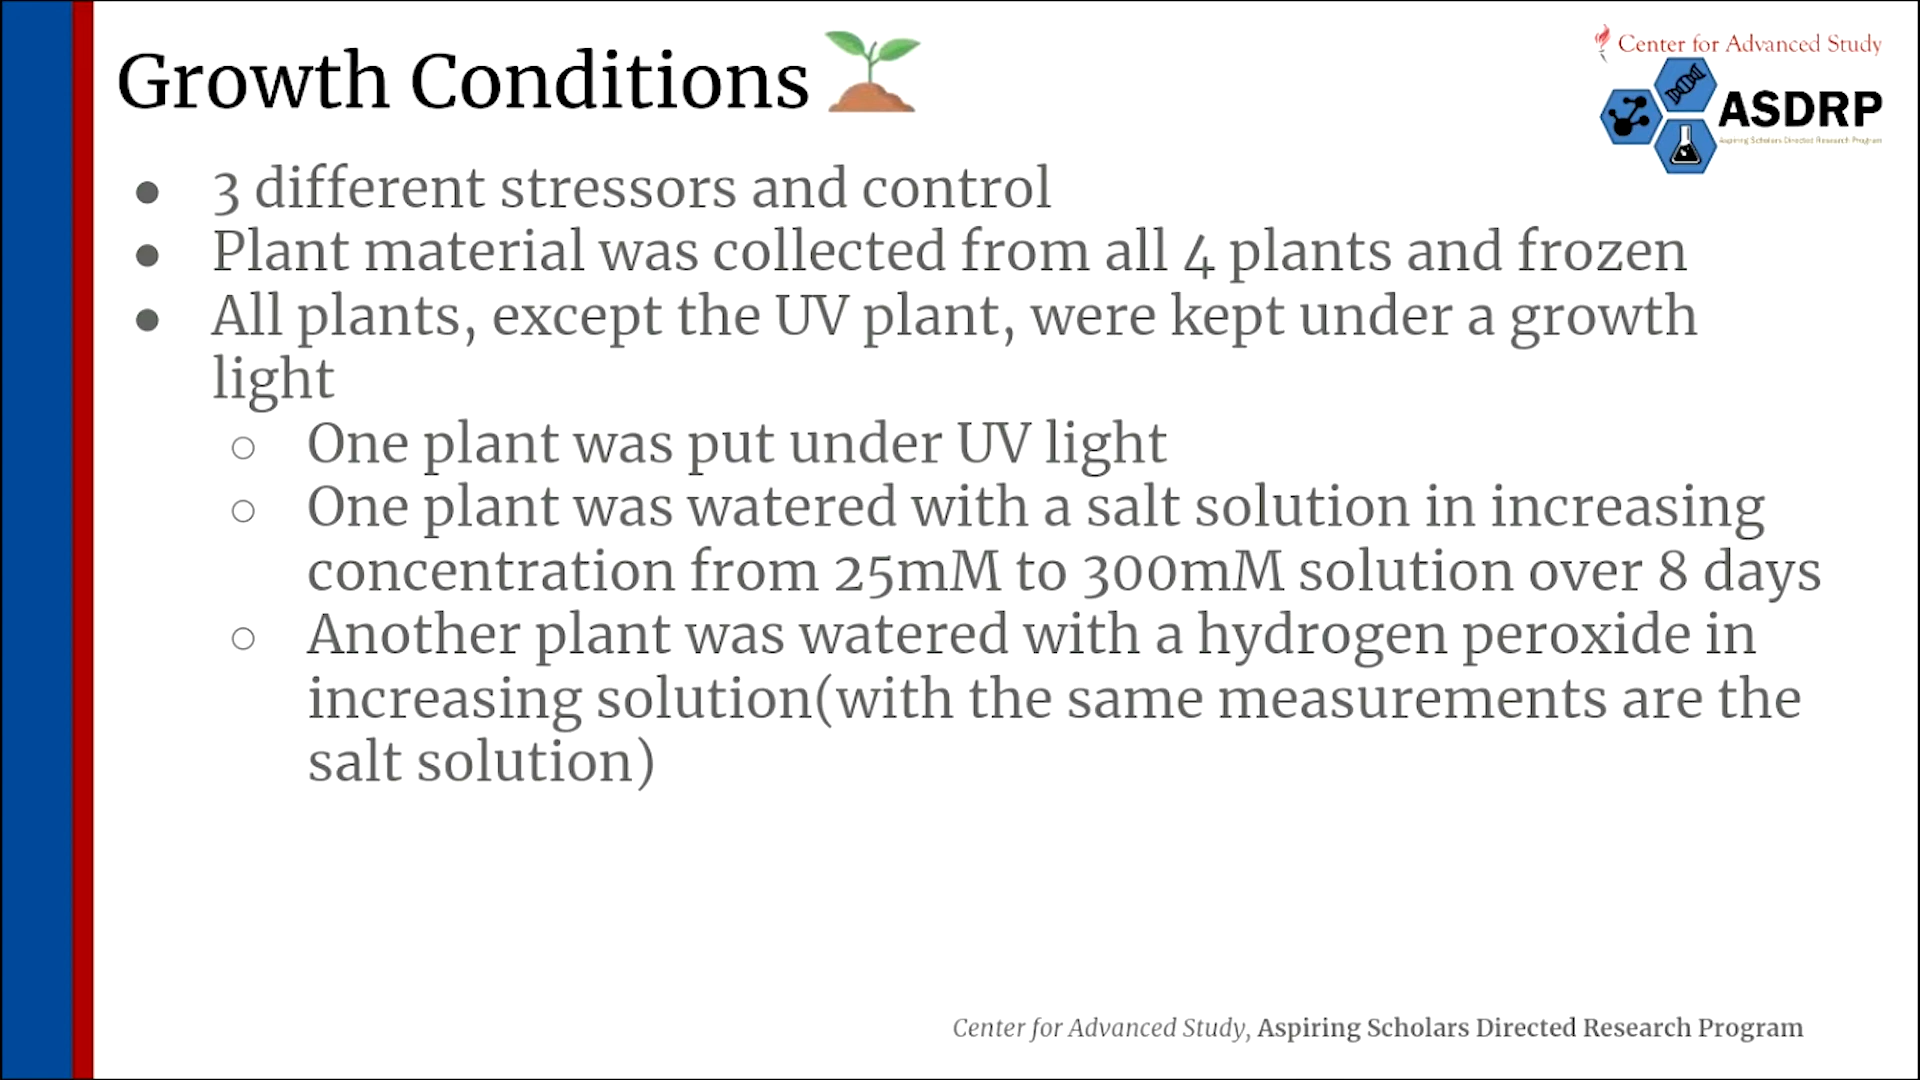 Growth Conditions
Center for Advanced Study
ASDRP
Aspiring Scholars Directed Research Program
● 3 different stressors and control
● Plant material was collected from all 4 plants and frozen
● All plants, except the UV plant, were kept under a growth
light
○ One plant was put under UV light
○ One plant was watered with a salt solution in increasing
concentration from 25mM to 300mM solution over 8 days
○ Another plant was watered with a hydrogen peroxide in
increasing solution(with the same measurements are the
salt solution)
Center for Advanced Study, Aspiring Scholars Directed Research Program